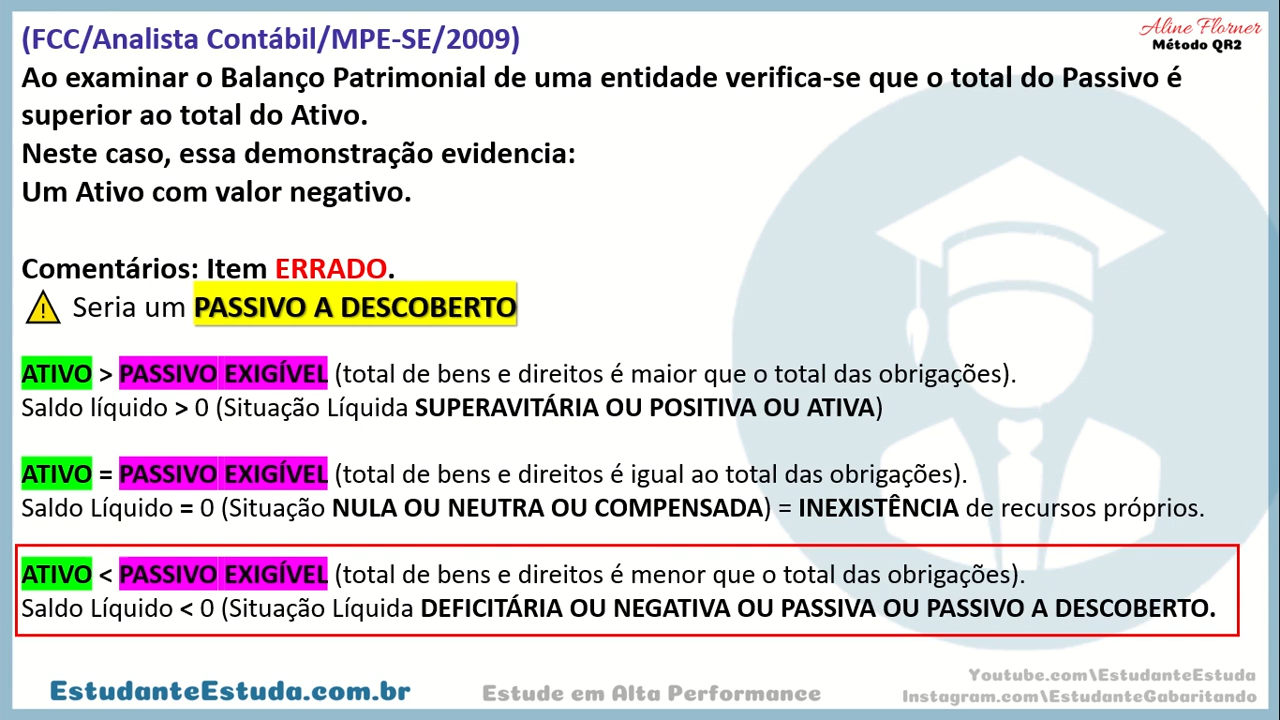 Aline Florner
Método QR2
(FCC/Analista Contábil/MPE-SE/2009)
Ao examinar o Balanço Patrimonial de uma entidade verifica-se que o total do Passivo é
superior ao total do Ativo.
Neste caso, essa demonstração evidencia:
Um Ativo com valor negativo.
Comentários: Item ERRADO.
Seria um PASSIVO A DESCOBERTO
ATIVO > PASSIVO EXIGÍVEL (total de bens e direitos é maior que o total das obrigações).
Saldo líquido > 0 (Situação Líquida SUPERAVITÁRIA OU POSITIVA OU ATIVA)
ATIVO = PASSIVO EXIGÍVEL (total de bens e direitos é igual ao total das obrigações).
Saldo Líquido = 0 (Situação NULA OU NEUTRA OU COMPENSADA) = INEXISTÊNCIA de recursos próprios.
ATIVO < PASSIVO EXIGÍVEL (total de bens e direitos é menor que o total das obrigações).
Saldo Líquido < 0 (Situação Líquida DEFICITÁRIA OU NEGATIVA OU PASSIVA OU PASSIVO A DESCOBERTO.
EstudanteEstuda.com.br
Estude em Alta Performance
Youtube.com\EstudanteEstuda
Instagram.com\EstudanteGabaritando